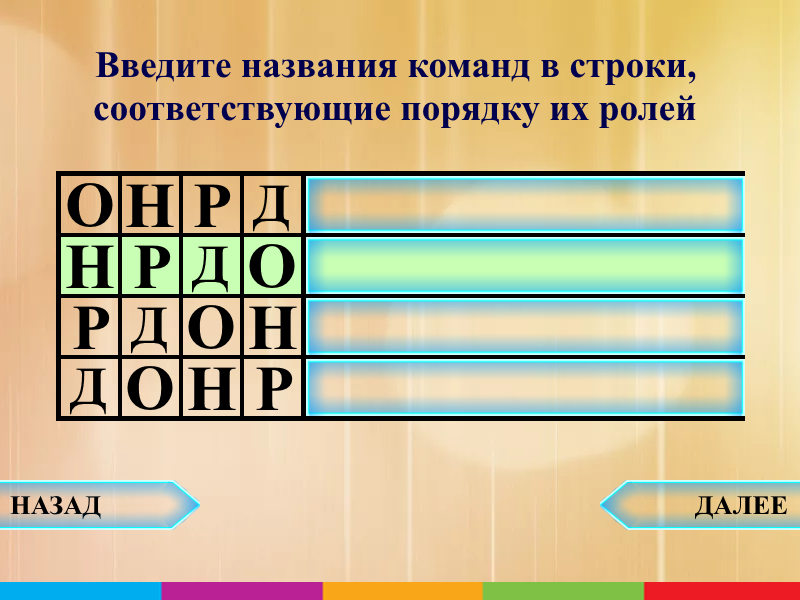 Введите названия команд в строки,
соответствующие порядку их ролей
О Н Р Д
Н Р Д О
Р Д О Н
Д О Н Р
НАЗАД
ДАЛЕЕ